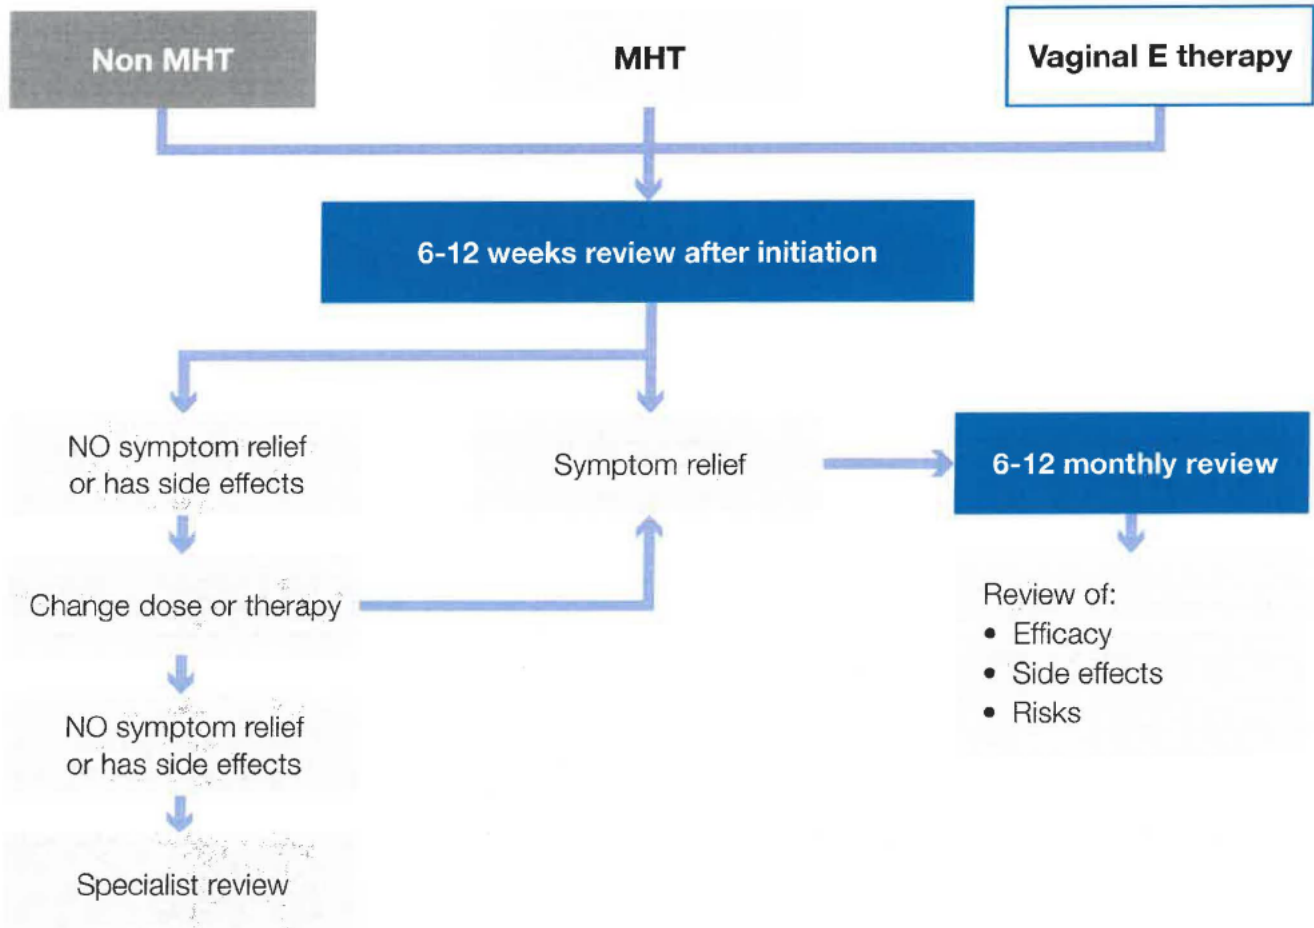 Non MHT
MHT
Vaginal E therapy
6-12 weeks review after initiation
NO symptom relief
or has side effects
Symptom relief
6-12 monthly review
Change dose or therapy
Review of:
• Efficacy
• Side effects
• Risks
NO symptom relief
or has side effects
Specialist review